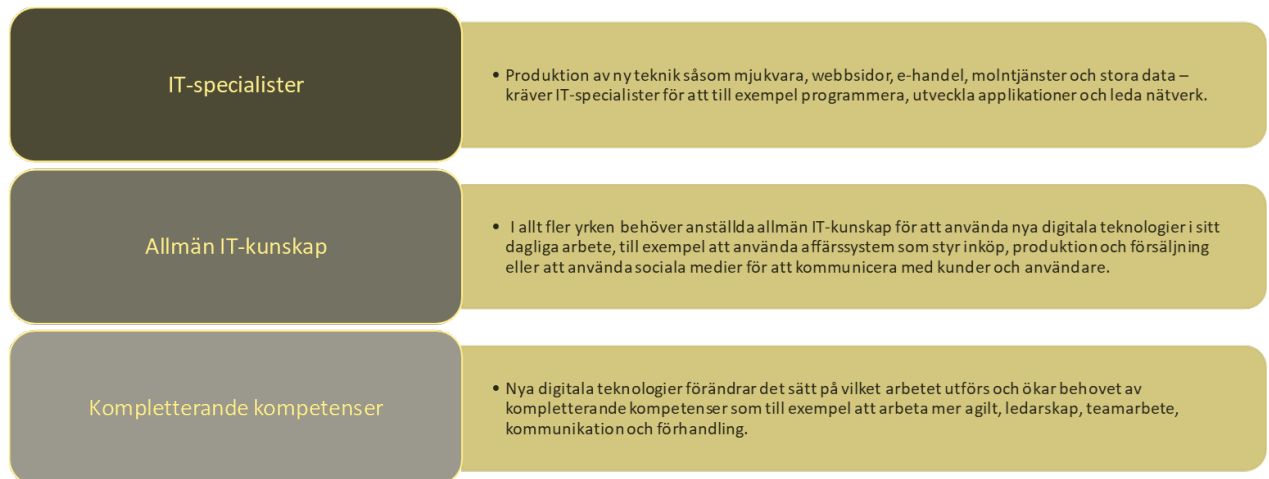 IT-specialister
• Produktion av ny teknik såsom mjukvara, webbsidor, e-handel, molntjänster och stora data –
kräver IT-specialister för att till exempel programmera, utveckla applikationer och leda nätverk.
Allmän IT-kunskap
• I allt fler yrken behöver anställda allmän IT-kunskap för att använda nya digitala teknologier i sitt
dagliga arbete, till exempel att använda affärssystem som styr inköp, produktion och försäljning
eller att använda sociala medier för att kommunicera med kunder och användare.
Kompletterande kompetenser
• Nya digitala teknologier förändrar det sätt på vilket arbetet utförs och ökar behovet av
kompletterande kompetenser som till exempel att arbeta mer agilt, ledarskap, teamarbete,
kommunikation och förhandling.